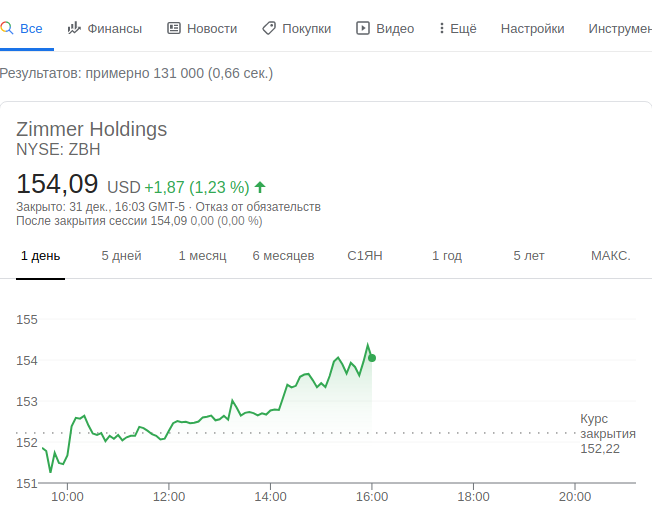 Все Финансы Новости Покупки Видео Ещё Настройки Инструмен
Результатов: примерно 131 000 (0,66 сек.)
Zimmer Holdings
NYSE: ZBH
154,09 USD +1,87 (1,23 %)
Закрыто: 31 дек., 16:03 GMT-5 · Отказ от обязательств
После закрытия сессии 154,09 0,00 (0,00 %)
1 день 5 дней 1 месяц 6 месяцев С1ЯН 1 год 5 лет МАКС.
155
154
153
Курс
закрытия
152,22
152
151
10:00 12:00 14:00 16:00 18:00 20:00